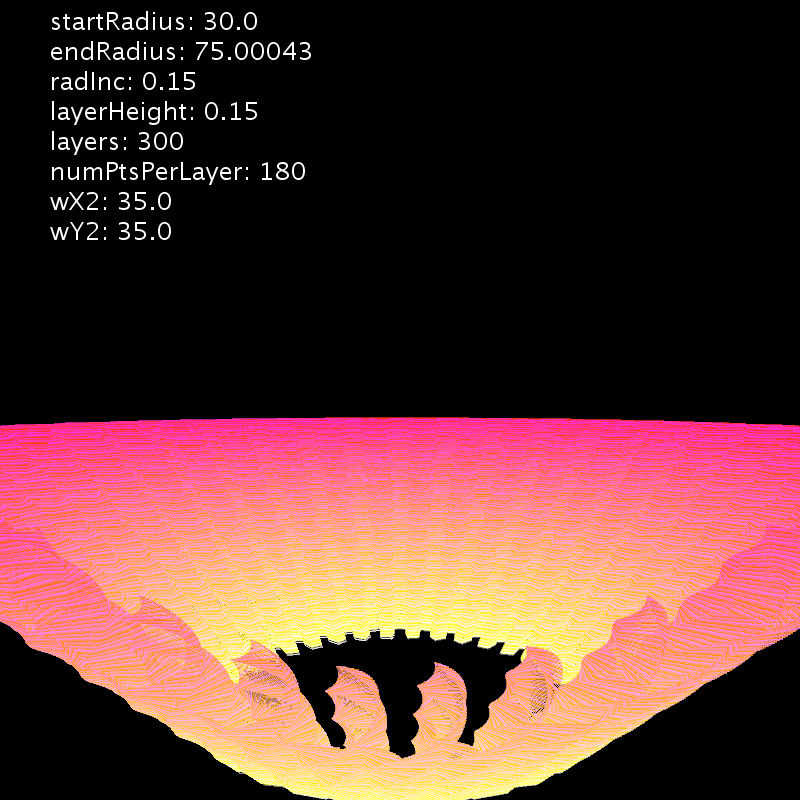 startRadius: 30.0
endRadius: 75.00043
radInc: 0.15
layerHeight: 0.15
layers: 300
numPtsPerLayer: 180
wX2: 35.0
wY2: 35.0